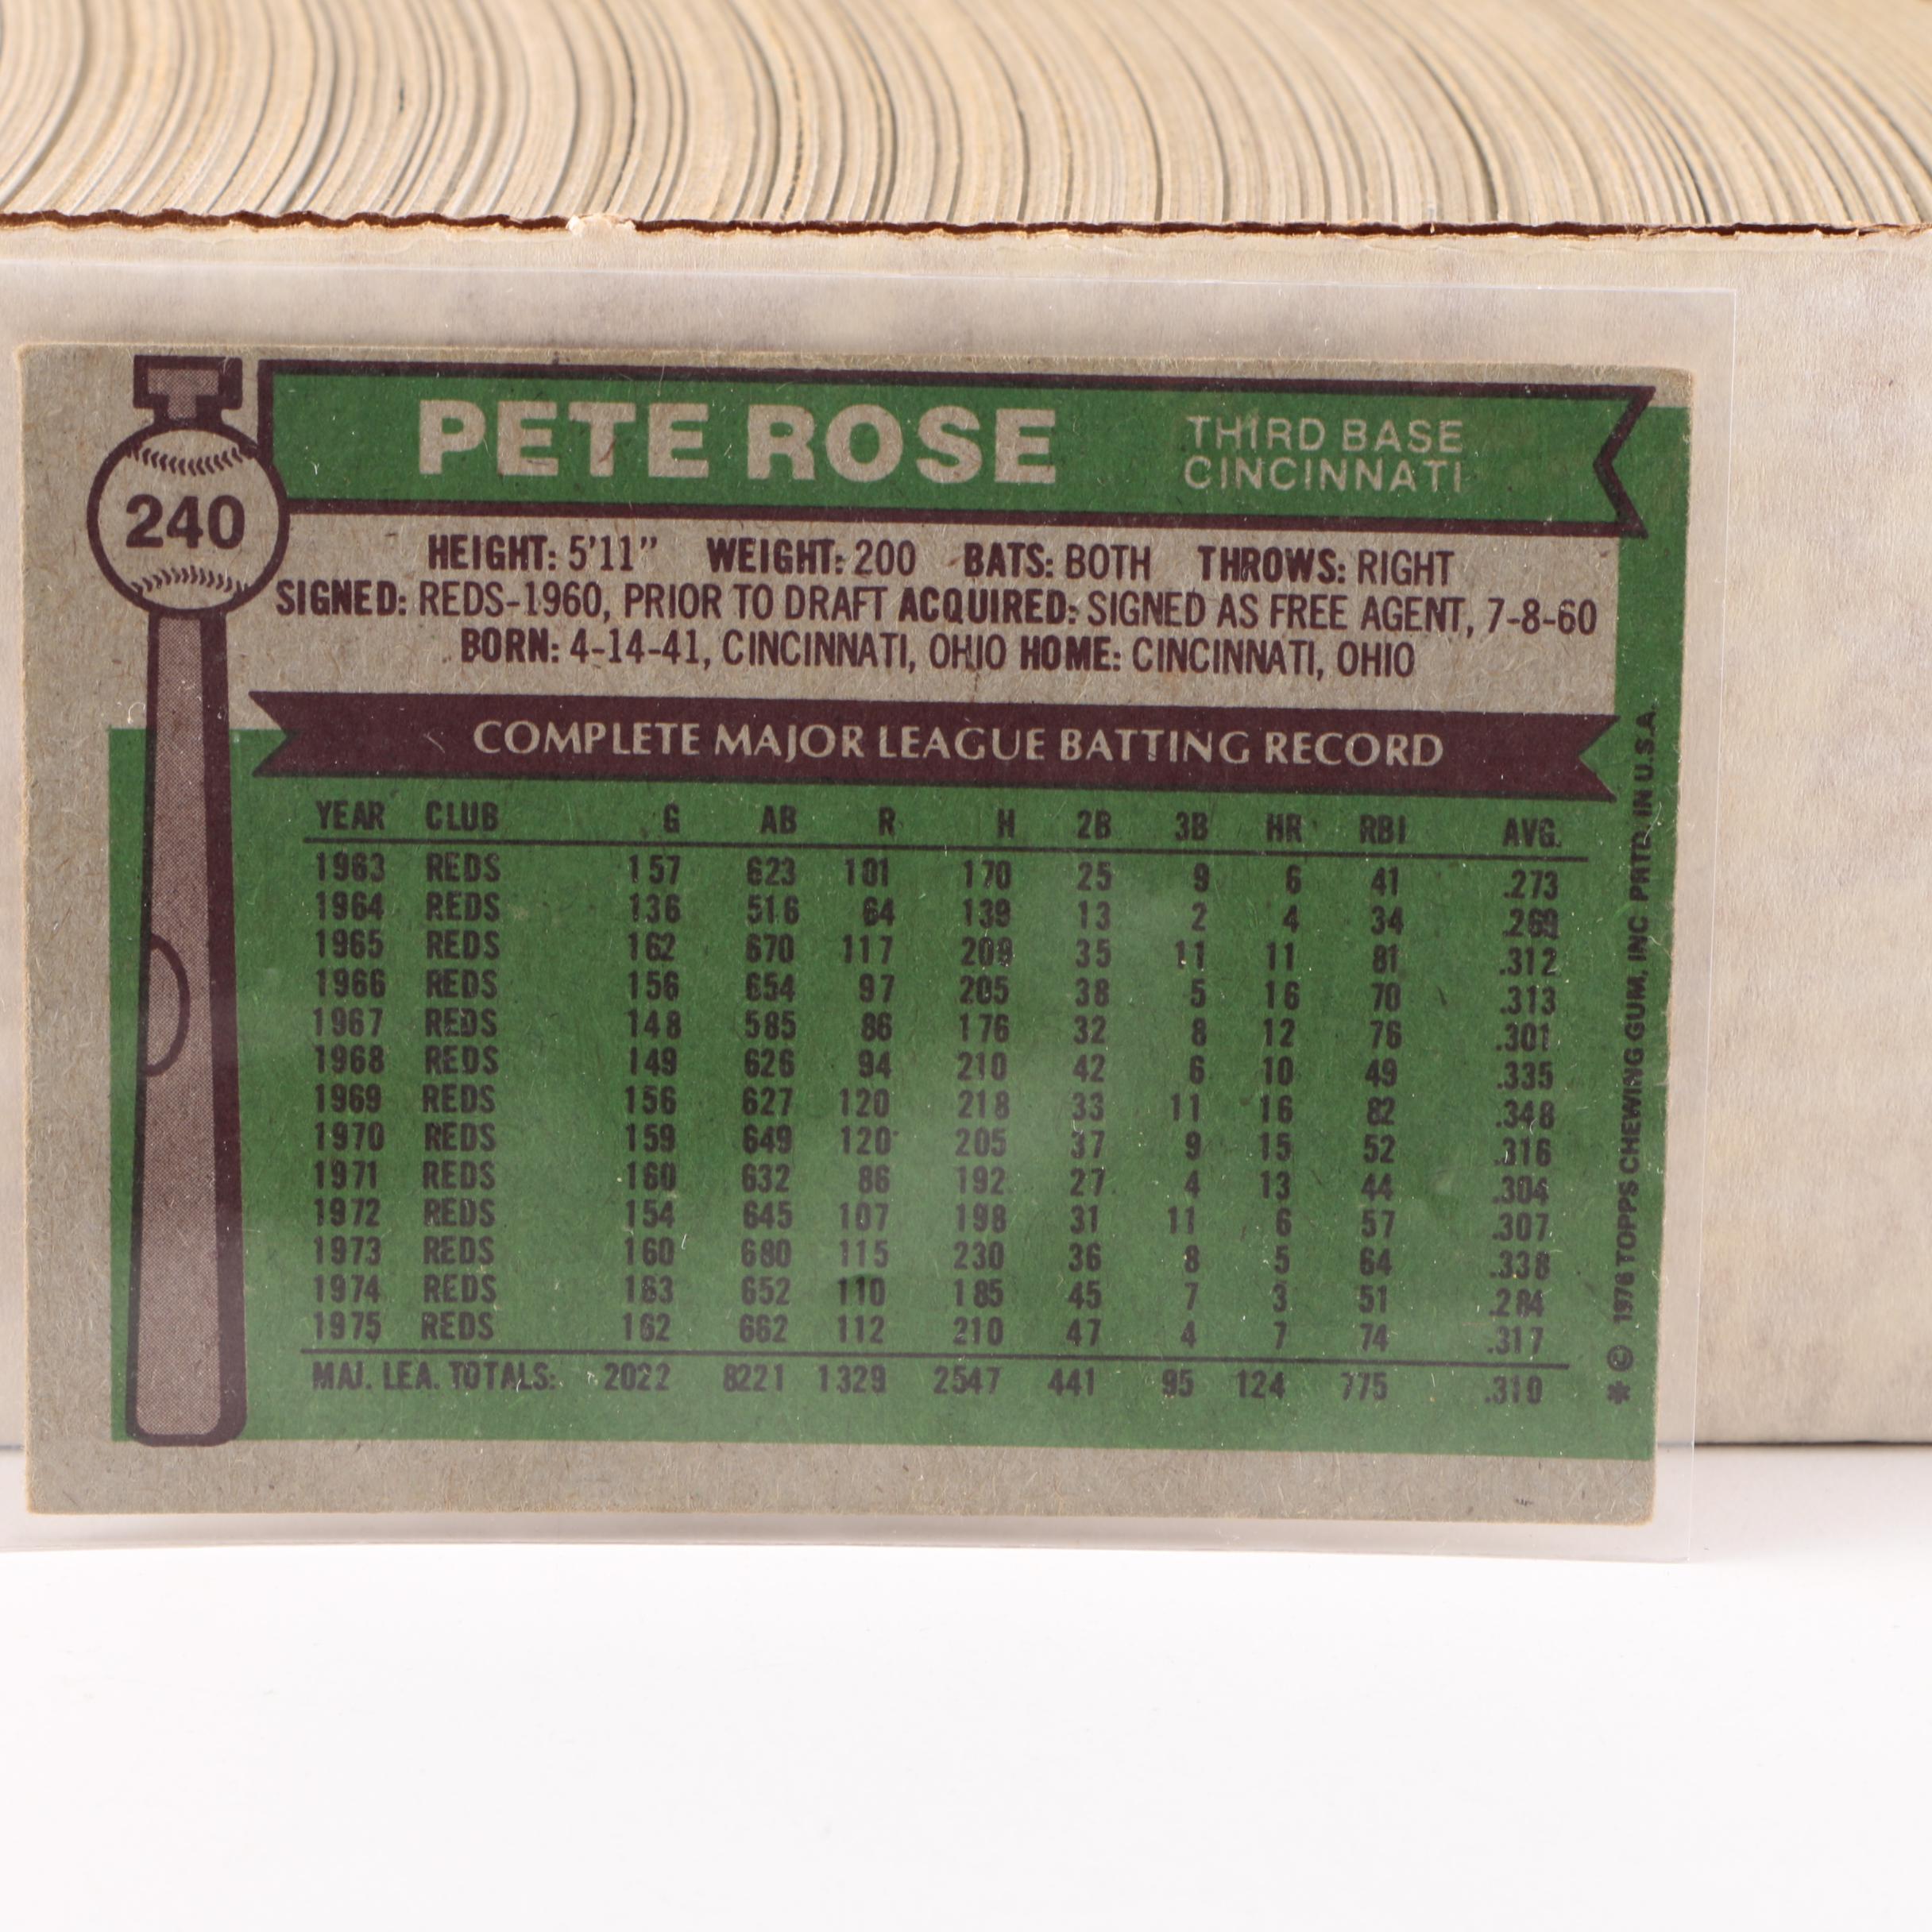 T
PETE ROSE THIRD BASE
CINCINNATI
240
HEIGHT: 5'11" WEIGHT: 200 BATS: BOTH THROWS: RIGHT
SIGNED: REDS-1960, PRIOR TO DRAFT ACQUIRED: SIGNED AS FREE AGENT, 7-8-60
BORN: 4-14-41, CINCINNATI, OHIO HOME: CINCINNATI, OHIO
COMPLETE MAJOR LEAGUE BATTING RECORD
YEAR CLUB G AB R H 2B 3B HR RBI AVG.
1963 REDS 157 623 101 170 25 9 6 41 .273
1964 REDS 136 516 64 139 13 2 4 34 .269
1965 REDS 162 670 117 209 35 11 11 81 .312
1966 REDS 156 654 97 205 38 5 16 70 .313
1967 REDS 148 585 86 176 32 8 12 76 .301
1968 REDS 149 626 94 210 42 6 10 49 .335
1969 REDS 156 627 120 218 33 11 16 82 .348
1970 REDS 159 649 120 205 37 9 15 52 .316
1971 REDS 160 632 86 192 27 4 13 44 .304
1972 REDS 154 645 107 198 31 11 6 57 .307
1973 REDS 160 680 115 230 36 8 5 64 .338
1974 REDS 163 652 110 185 45 7 3 51 .284
1975 REDS 162 662 112 210 47 4 7 74 .317
MAJ. LEA. TOTALS: 2022 8221 1329 2547 441 95 124 775 .310
* © 1976 TOPPS CHEWING GUM, INC PRTD. IN U.S.A.